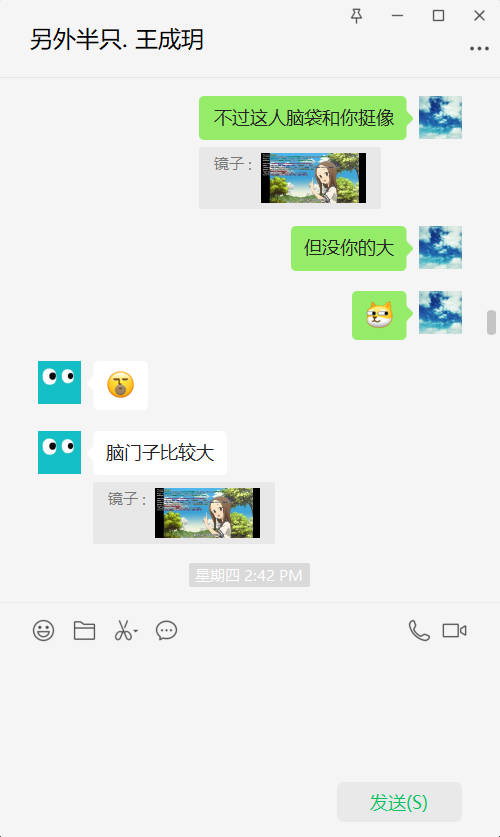 另外半只. 王成玥
不过这人脑袋和你挺像
镜子：
但没你的大
脑门子比较大
镜子：
星期四 2:42 PM
发送(S)